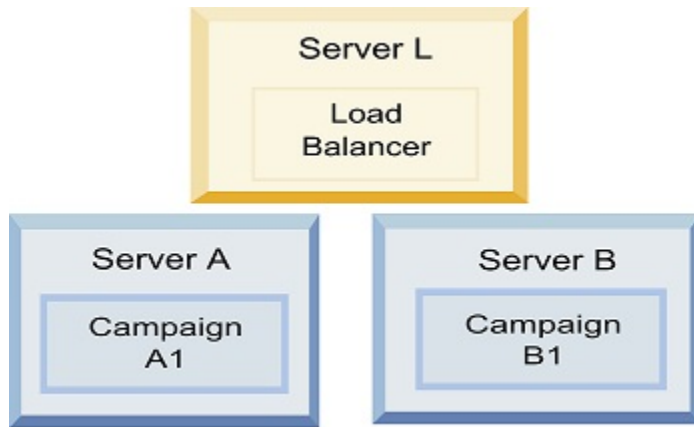 Server L
Load
Balancer
Server A
Campaign
A1
Server B
Campaign
B1